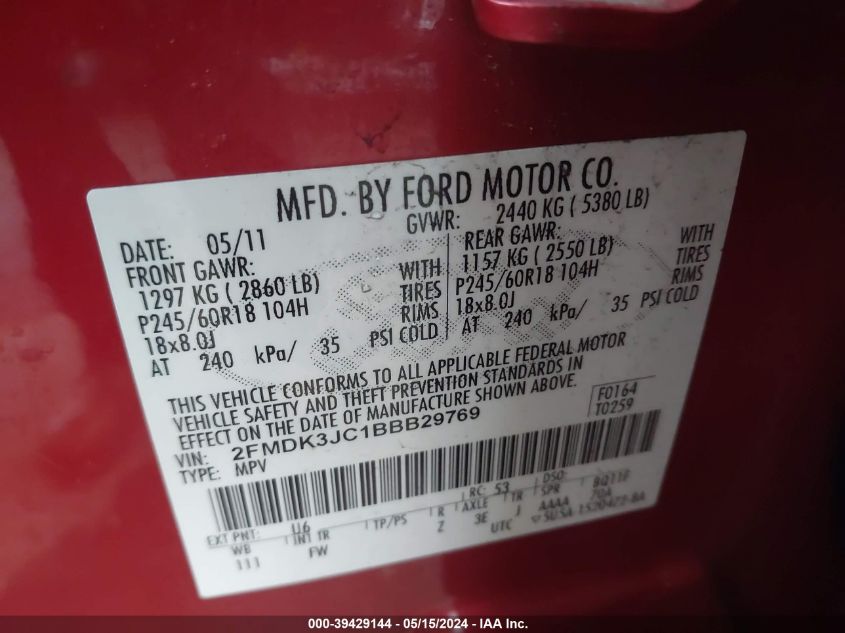 MFD. BY FORD MOTOR CO.
DATE: 05/11 GVWR: 2440 KG ( 5380 LB)
FRONT GAWR: REAR GAWR:
1297 KG ( 2860 LB) WITH 1157 KG ( 2550 LB) WITH
P245/60R18 104H TIRES P245/60R18 104H TIRES
18x8.0J RIMS 18x8.0J RIMS
AT 240 kPa/ 35 PSI COLD AT 240 kPa/ 35 PSI COLD
THIS VEHICLE CONFORMS TO ALL APPLICABLE FEDERAL MOTOR
VEHICLE SAFETY AND THEFT PREVENTION STANDARDS IN
EFFECT ON THE DATE OF MANUFACTURE SHOWN ABOVE.
F0164
T0259
VIN: 2FMDK3JC1BBB29769
TYPE: MPV
EXT PNT: U6 RC: 53 DSO:
WB INT TR TP/PS R AXLE TR SPR
111 FW Z 3E J AAAA
UTC
000-39429144 - 05/15/2024 - IAA Inc.